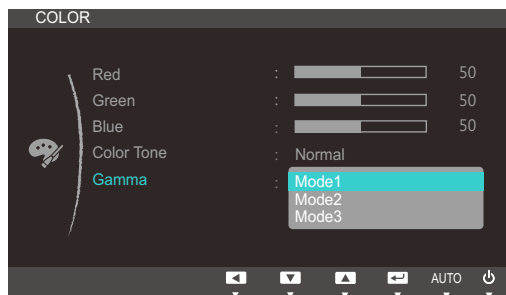 COLOR
Red : 50
Green : 50
Blue : 50
Color Tone : Normal
Gamma : Mode1
Mode2
Mode3
AUTO